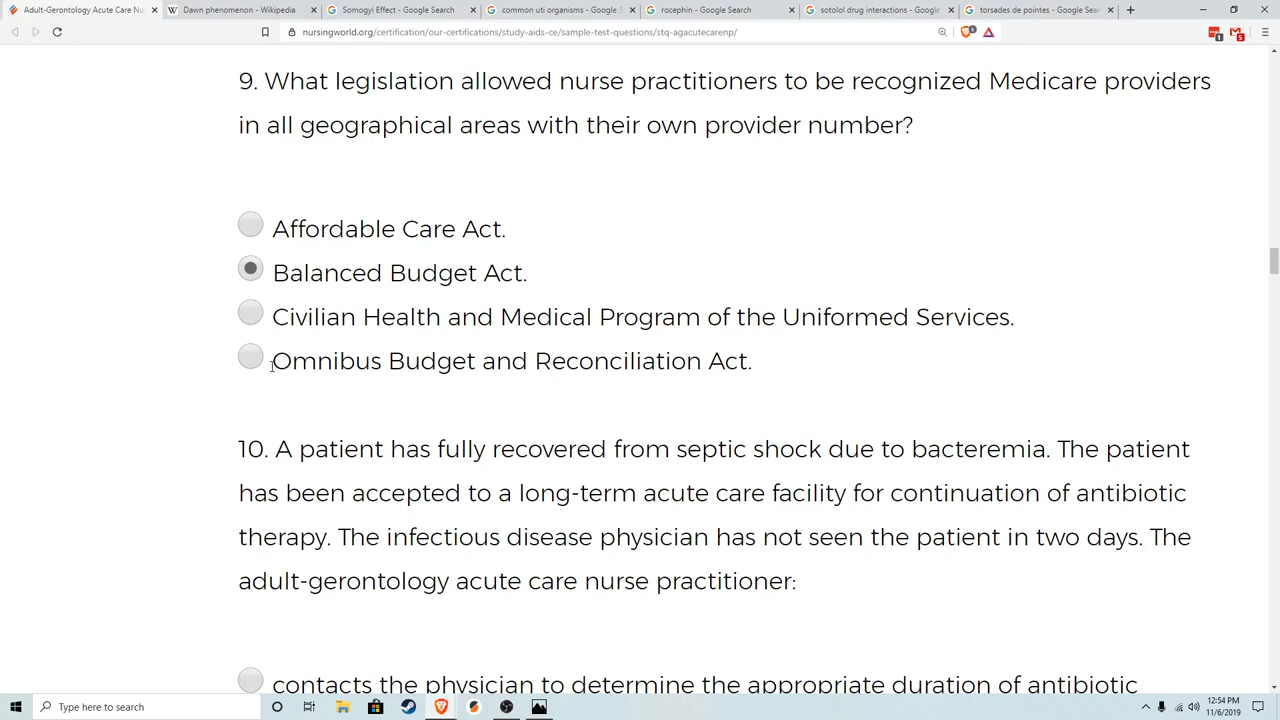 Adult-Gerontology Acute Care Nu
Dawn phenomenon - Wikipedia
Somogyi Effect - Google Search
common uti organisms - Google S
rocephin - Google Search
sotolol drug interactions - Google
torsades de pointes - Google Sea
nursingworld.org/certification/our-certifications/study-aids-ce/sample-test-questions/stq-agacutecarenp/
9. What legislation allowed nurse practitioners to be recognized Medicare providers
in all geographical areas with their own provider number?
Affordable Care Act.
Balanced Budget Act.
Civilian Health and Medical Program of the Uniformed Services.
Omnibus Budget and Reconciliation Act.
10. A patient has fully recovered from septic shock due to bacteremia. The patient
has been accepted to a long-term acute care facility for continuation of antibiotic
therapy. The infectious disease physician has not seen the patient in two days. The
adult-gerontology acute care nurse practitioner:
contacts the physician to determine the appropriate duration of antibiotic
Type here to search
12:54 PM
11/6/2019